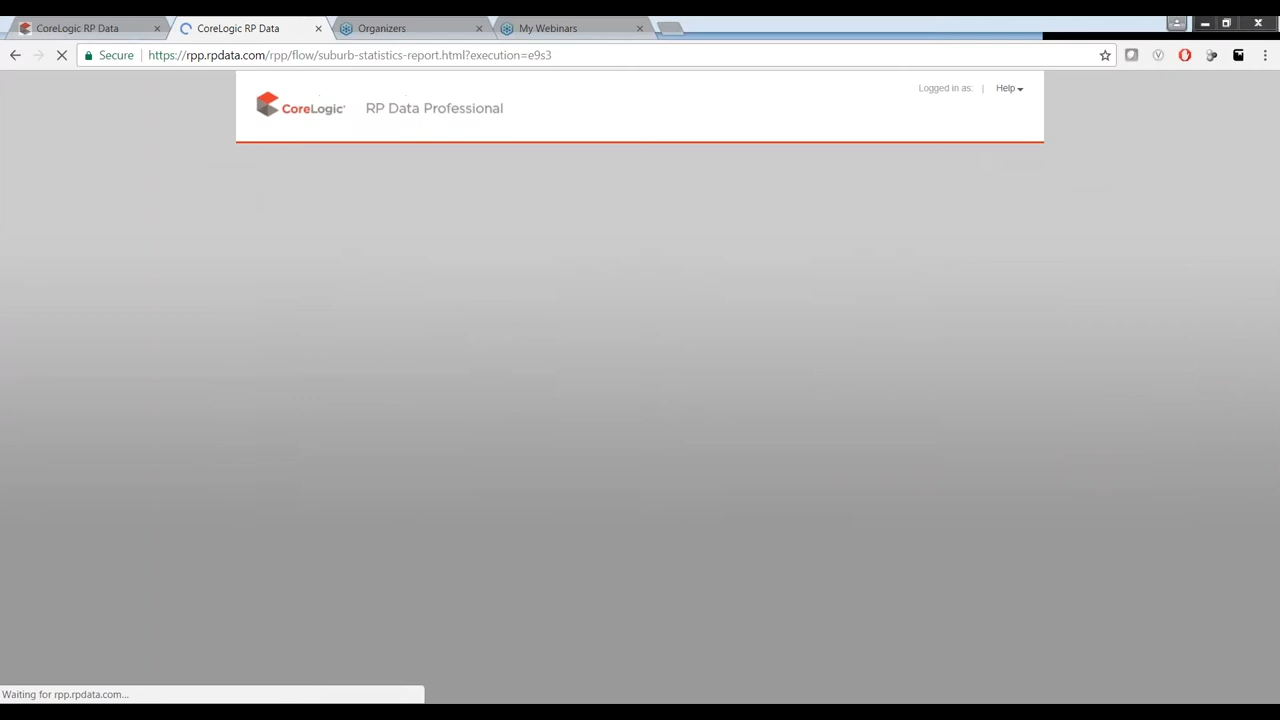 CoreLogic RP Data
CoreLogic RP Data
Organizers
My Webinars
Secure https://rpp.rpdata.com/rpp/flow/suburb-statistics-report.html?execution=e9s3
Logged in as: | Help
CoreLogic RP Data Professional
Waiting for rpp.rpdata.com...